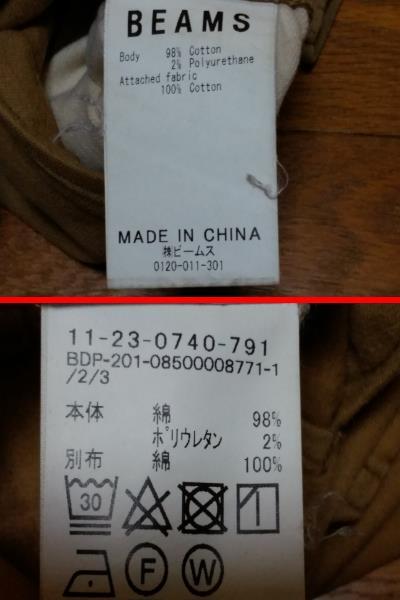 BEAMS
Body 98% Cotton
2% Polyurethane
Attached fabric
100% Cotton
MADE IN CHINA
㈱ビームス
0120-011-301
11-23-0740-791
BDP-201-08500008771-1
/2/3
本体 綿 98%
ポリウレタン 2%
別布 綿 100%
30
F W